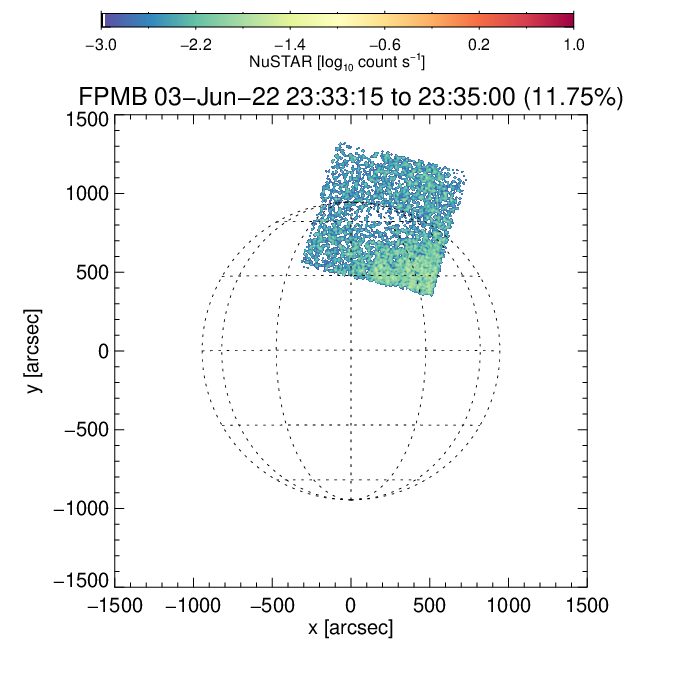 −3.0 −2.2 −1.4 −0.6 0.2 1.0
NuSTAR [log₁₀ count s⁻¹]
FPMB 03−Jun−22 23:33:15 to 23:35:00 (11.75%)
1500
1000
500
0
−500
−1000
−1500
y [arcsec]
−1500 −1000 −500 0 500 1000 1500
x [arcsec]